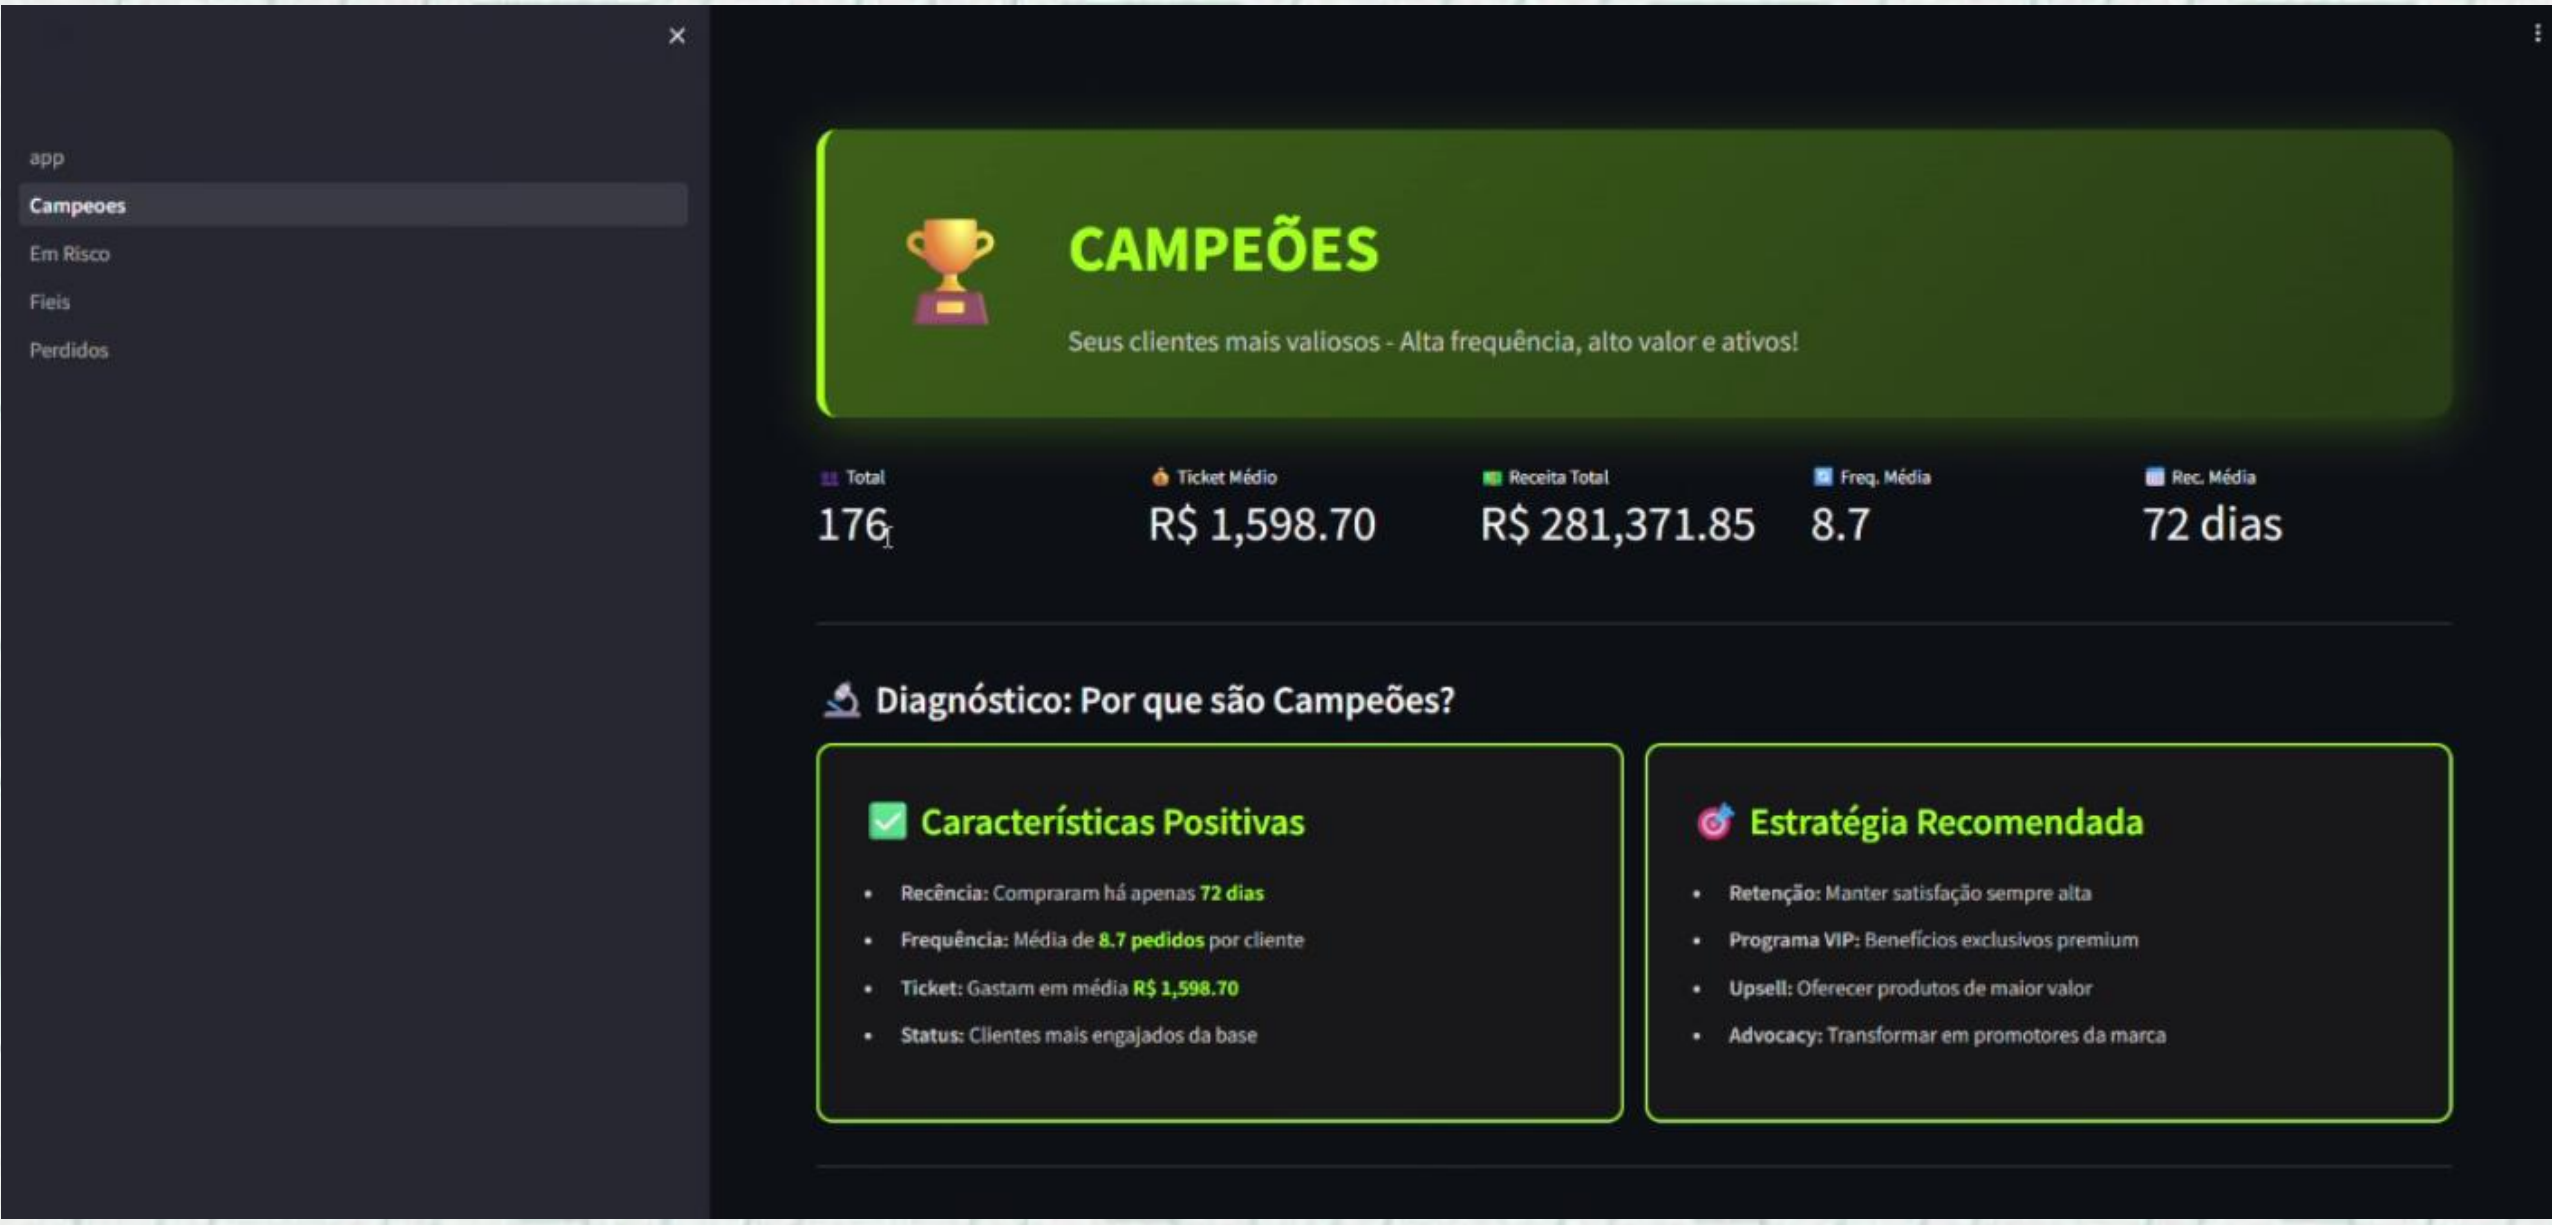 app
Campeoes
Em Risco
Fieis
Perdidos
CAMPEÕES
Seus clientes mais valiosos - Alta frequência, alto valor e ativos!
Total
176
Ticket Médio
R$ 1,598.70
Receita Total
R$ 281,371.85
Freq. Média
8.7
Rec. Média
72 dias
Diagnóstico: Por que são Campeões?
Características Positivas
• Recência: Compraram há apenas 72 dias
• Frequência: Média de 8.7 pedidos por cliente
• Ticket: Gastam em média R$ 1,598.70
• Status: Clientes mais engajados da base
Estratégia Recomendada
• Retenção: Manter satisfação sempre alta
• Programa VIP: Benefícios exclusivos premium
• Upsell: Oferecer produtos de maior valor
• Advocacy: Transformar em promotores da marca